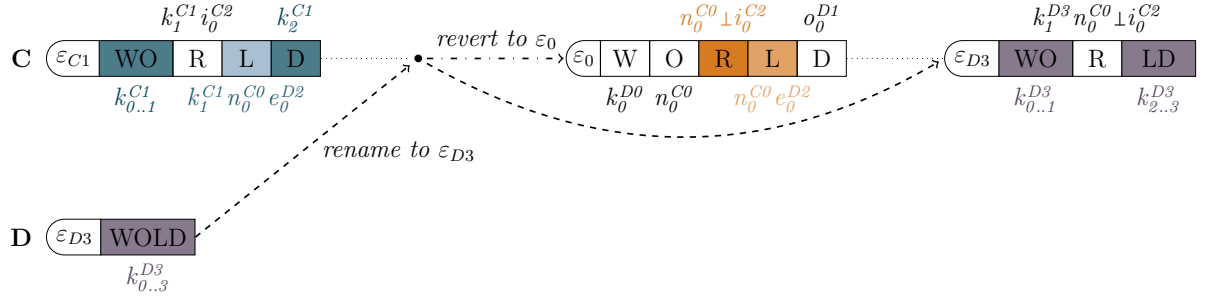 k_1^{C1} i_0^{C2} k_2^{C1} n_0^{C0} ⊥ i_0^{C2} o_0^{D1} k_1^{D3} n_0^{C0} ⊥ i_0^{C2}
C ε_{C1} WO R L D revert to ε_0 ε_0 W O R L D ε_{D3} WO R LD
k_{0..1}^{C1} k_1^{C1} n_0^{C0} e_0^{D2} k_0^{D0} n_0^{C0} n_0^{C0} e_0^{D2} k_{0..1}^{D3} k_{2..3}^{D3}
rename to ε_{D3}
D ε_{D3} WOLD
k_{0..3}^{D3}